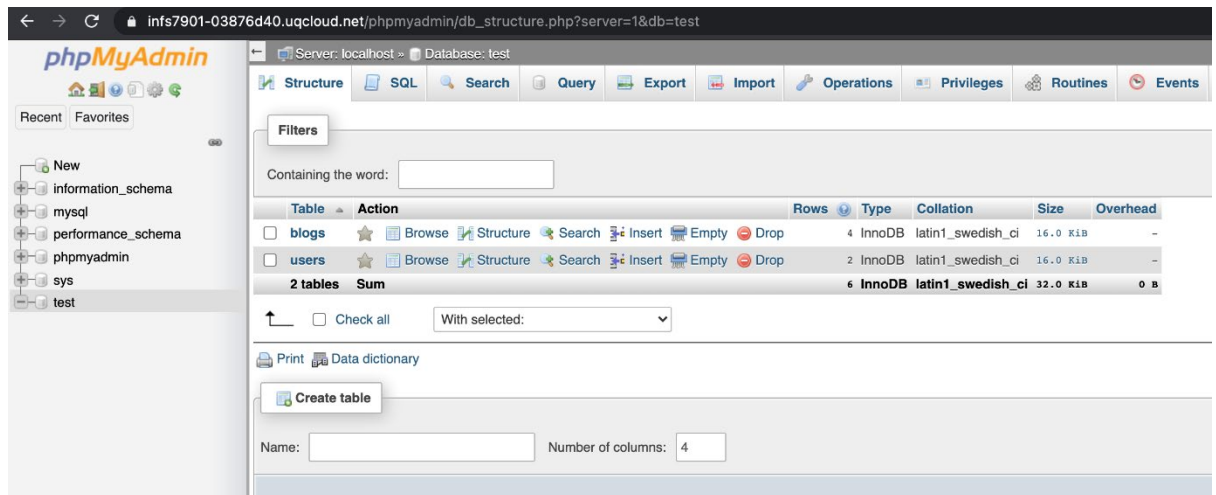 infs7901-03876d40.uqcloud.net/phpmyadmin/db_structure.php?server=1&db=test
phpMyAdmin
Recent Favorites
New
information_schema
mysql
performance_schema
phpmyadmin
sys
test
Server: localhost » Database: test
Structure SQL Search Query Export Import Operations Privileges Routines Events
Filters
Containing the word:
Table Action Rows Type Collation Size Overhead
blogs Browse Structure Search Insert Empty Drop 4 InnoDB latin1_swedish_ci 16.0 KiB -
users Browse Structure Search Insert Empty Drop 2 InnoDB latin1_swedish_ci 16.0 KiB -
2 tables Sum 6 InnoDB latin1_swedish_ci 32.0 KiB 0 B
Check all With selected:
Print Data dictionary
Create table
Name: Number of columns: 4